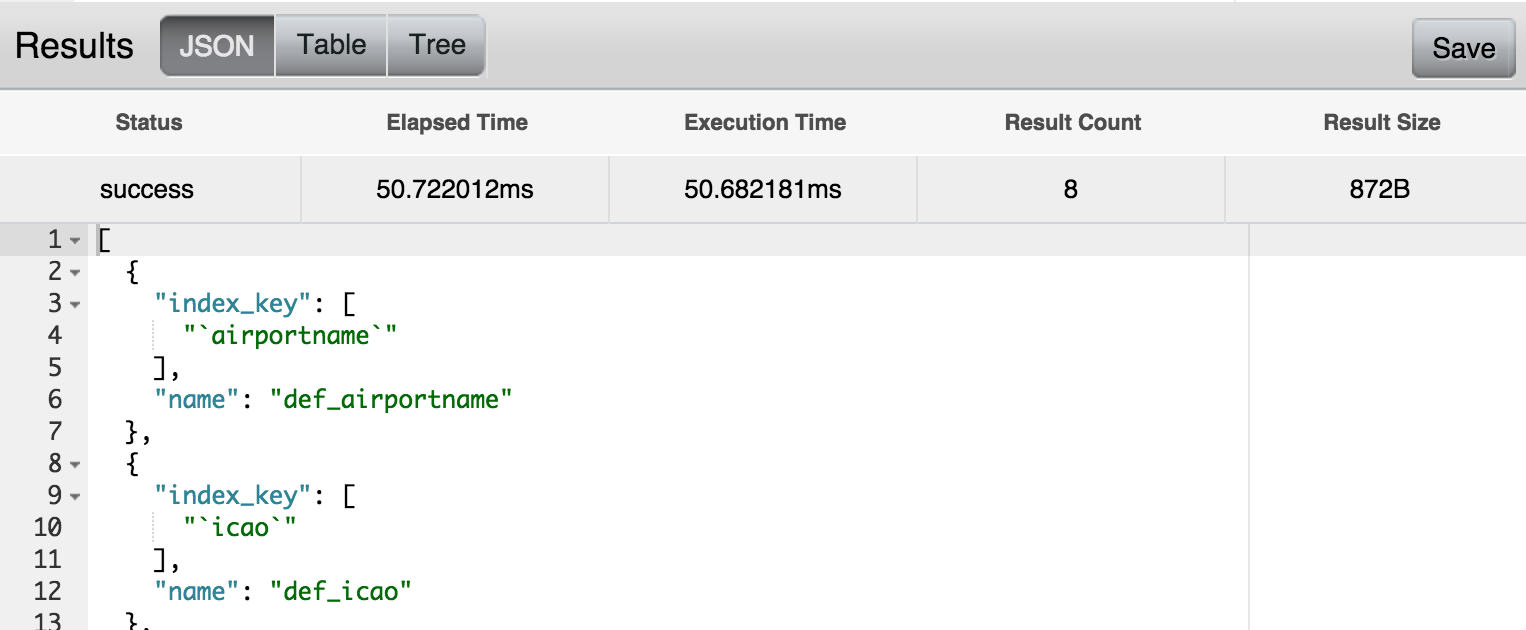 Results JSON Table Tree Save
Status Elapsed Time Execution Time Result Count Result Size
success 50.722012ms 50.682181ms 8 872B
1 [
2 {
3 "index_key": [
4 "`airportname`"
5 ],
6 "name": "def_airportname"
7 },
8 {
9 "index_key": [
10 "`icao`"
11 ],
12 "name": "def_icao"
13 },